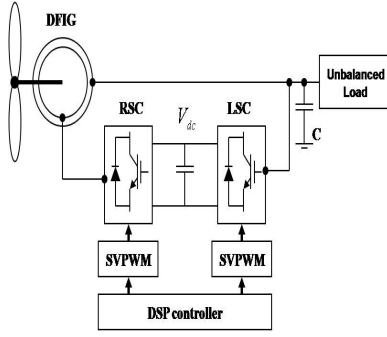 DFIG
Unbalanced
Load
RSC
V_dc
LSC
C
SVPWM
SVPWM
DSP controller